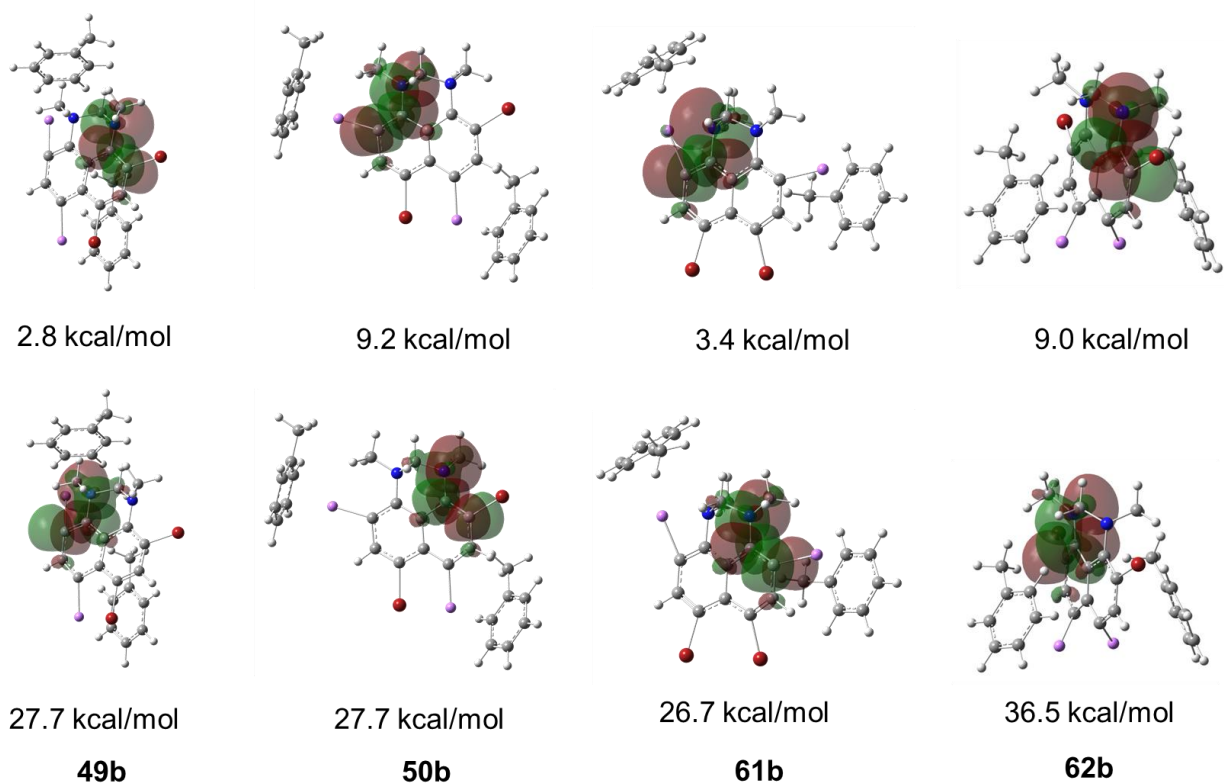 2.8 kcal/mol
9.2 kcal/mol
3.4 kcal/mol
9.0 kcal/mol
27.7 kcal/mol
27.7 kcal/mol
26.7 kcal/mol
36.5 kcal/mol
49b
50b
61b
62b